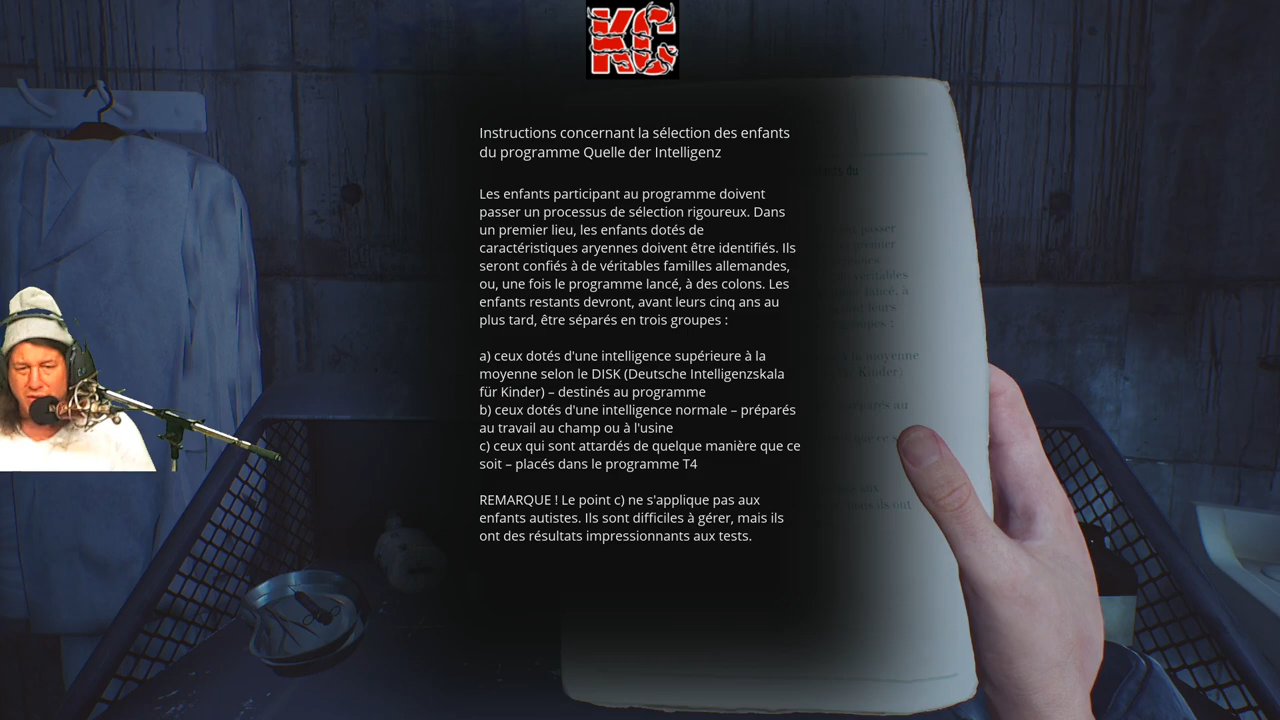 KC
Instructions concernant la sélection des enfants
du programme Quelle der Intelligenz
Les enfants participant au programme doivent
passer un processus de sélection rigoureux. Dans
un premier lieu, les enfants dotés de
caractéristiques aryennes doivent être identifiés. Ils
seront confiés à de véritables familles allemandes,
ou, une fois le programme lancé, à des colons. Les
enfants restants devront, avant leurs cinq ans au
plus tard, être séparés en trois groupes :
a) ceux dotés d'une intelligence supérieure à la
moyenne selon le DISK (Deutsche Intelligenzskala
für Kinder) – destinés au programme
b) ceux dotés d'une intelligence normale – préparés
au travail au champ ou à l'usine
c) ceux qui sont attardés de quelque manière que ce
soit – placés dans le programme T4
REMARQUE ! Le point c) ne s'applique pas aux
enfants autistes. Ils sont difficiles à gérer, mais ils
ont des résultats impressionnants aux tests.